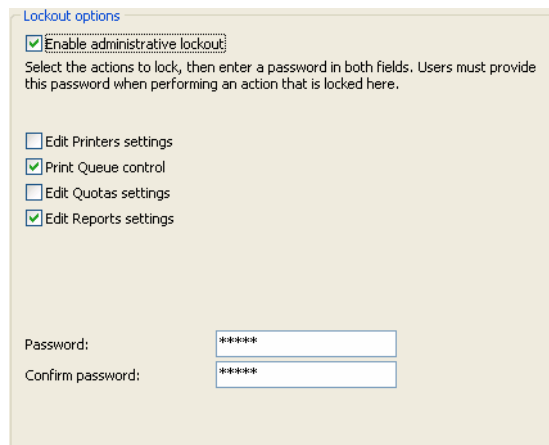 Lockout options
Enable administrative lockout
Select the actions to lock, then enter a password in both fields. Users must provide
this password when performing an action that is locked here.
Edit Printers settings
Print Queue control
Edit Quotas settings
Edit Reports settings
Password: *****
Confirm password: *****